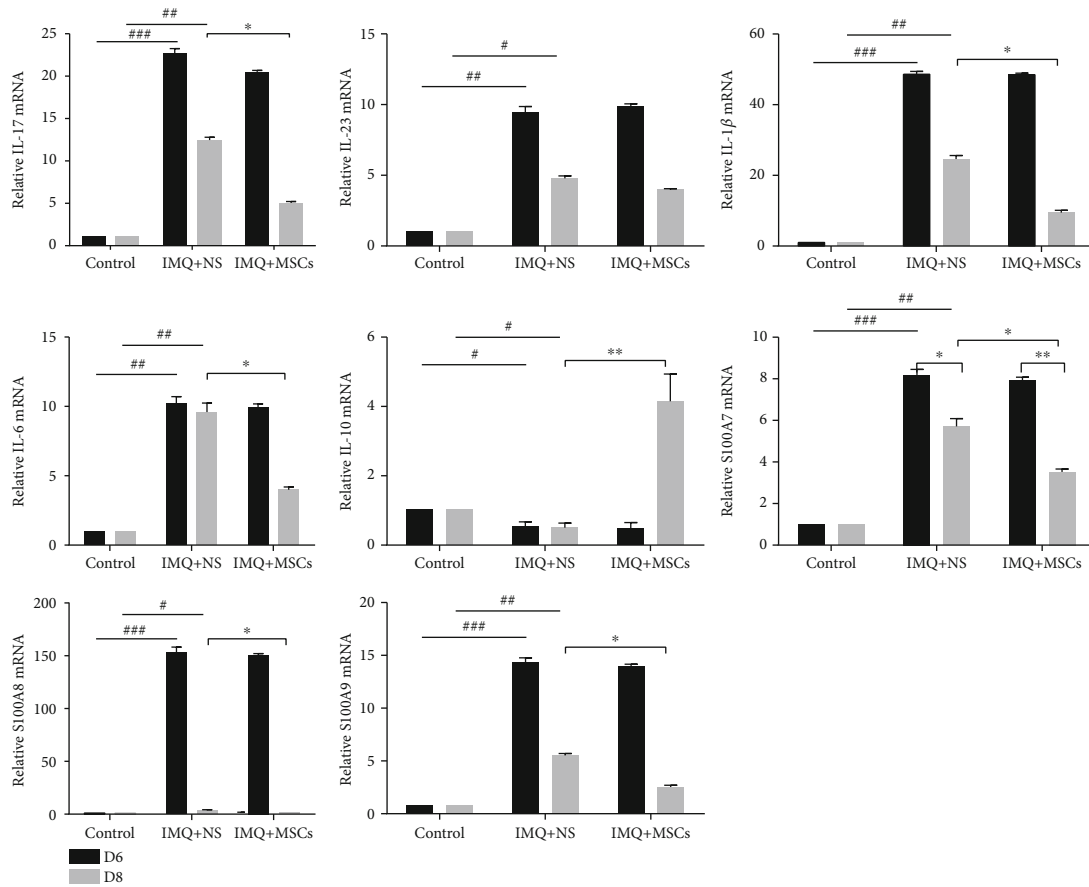 Relative IL-17 mRNA
25
20
15
10
5
0
##
###
*
Control
IMQ+NS
IMQ+MSCs
Relative IL-23 mRNA
15
10
5
0
#
##
Control
IMQ+NS
IMQ+MSCs
Relative IL-1β mRNA
60
40
20
0
##
###
*
Control
IMQ+NS
IMQ+MSCs
Relative IL-6 mRNA
15
10
5
0
##
##
*
Control
IMQ+NS
IMQ+MSCs
Relative IL-10 mRNA
6
4
2
0
#
#
**
Control
IMQ+NS
IMQ+MSCs
Relative S100A7 mRNA
10
8
6
4
2
0
##
###
*
*
**
Control
IMQ+NS
IMQ+MSCs
Relative S100A8 mRNA
200
150
100
50
0
#
###
*
Control
IMQ+NS
IMQ+MSCs
Relative S100A9 mRNA
20
15
10
5
0
##
###
*
Control
IMQ+NS
IMQ+MSCs
D6
D8